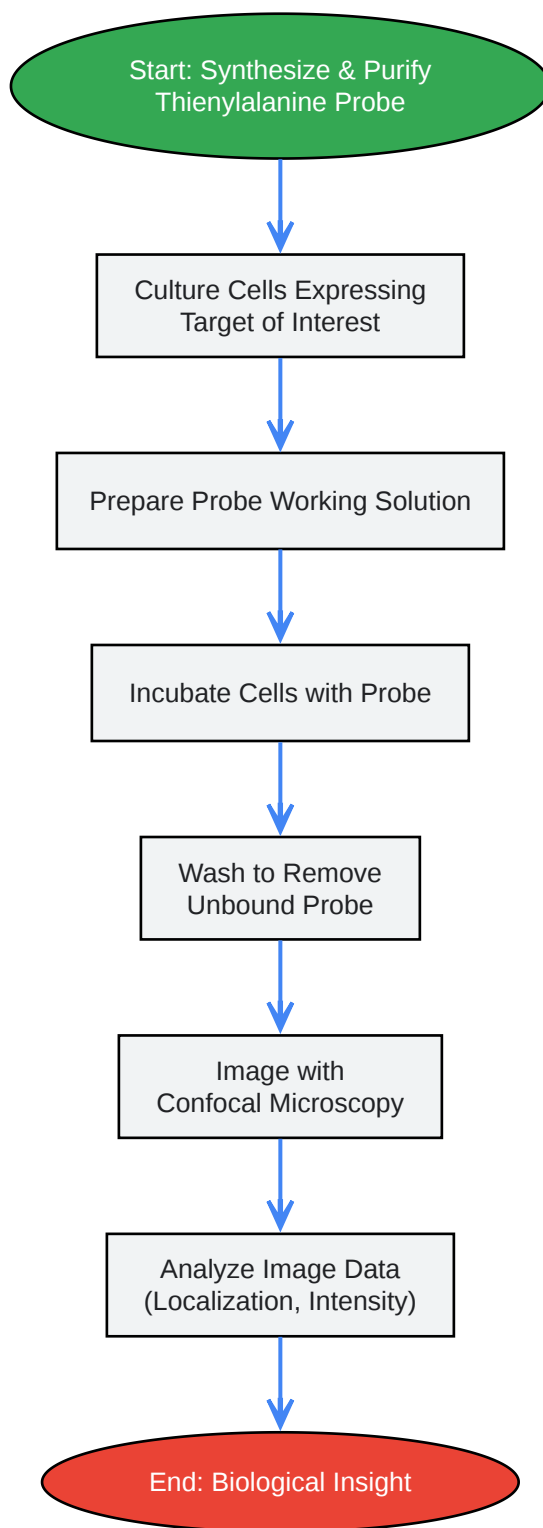 Start: Synthesize & Purify
Thienylalanine Probe
Culture Cells Expressing
Target of Interest
Prepare Probe Working Solution
Incubate Cells with Probe
Wash to Remove
Unbound Probe
Image with
Confocal Microscopy
Analyze Image Data
(Localization, Intensity)
End: Biological Insight